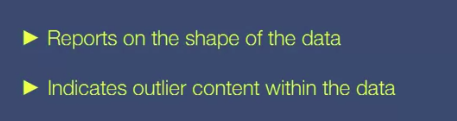 ► Reports on the shape of the data
► Indicates outlier content within the data